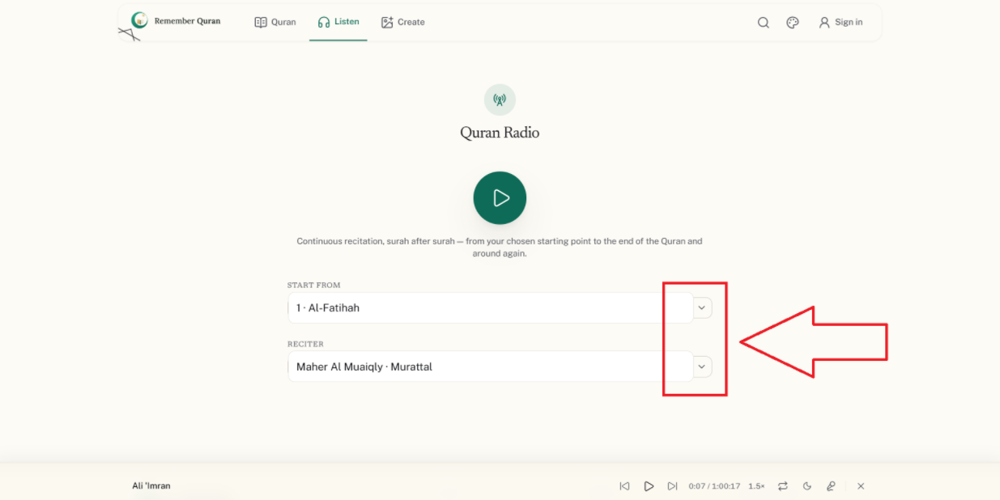 Remember Quran
Quran
Listen
Create
Sign in
Quran Radio
Continuous recitation, surah after surah — from your chosen starting point to the end of the Quran and
around again.
START FROM
1 · Al-Fatihah
RECITER
Maher Al Muaiqly · Murattal
Ali 'Imran
0:07 / 1:00:17
1.5×